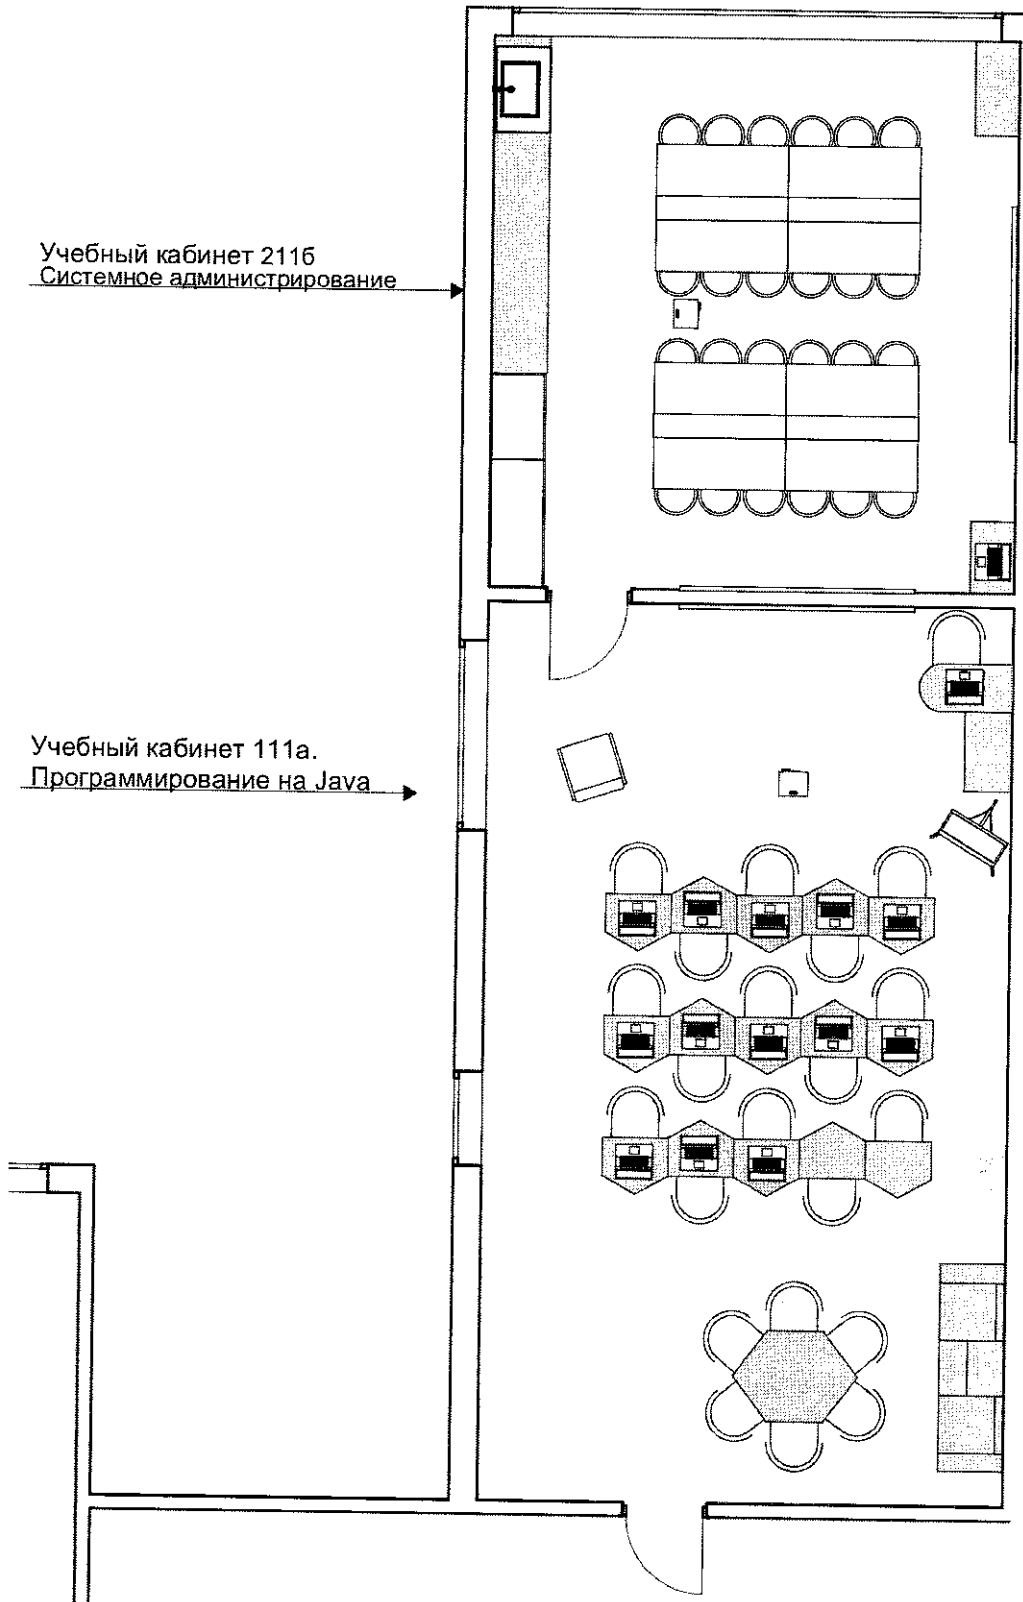 Учебный кабинет 211б
Системное администрирование
Учебный кабинет 111а.
Программирование на Java